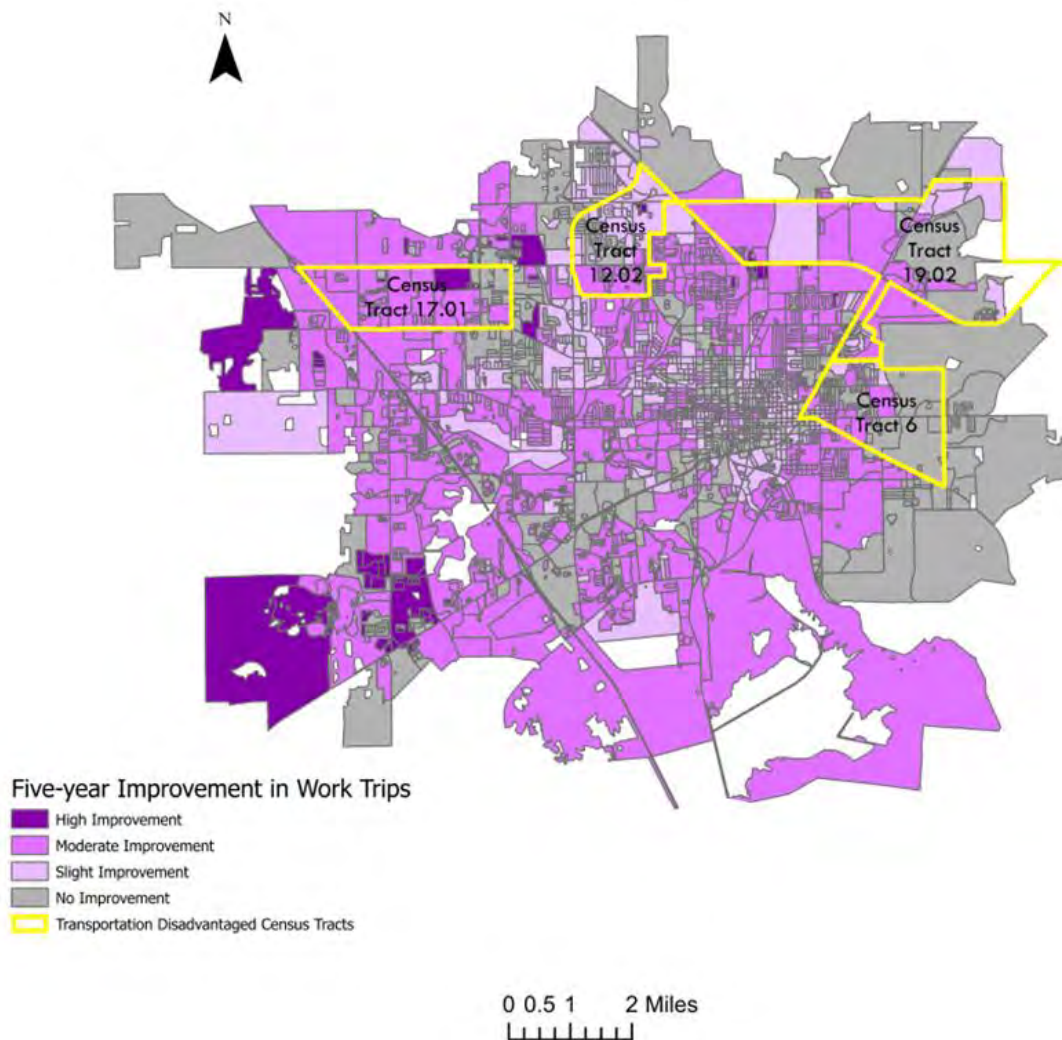 N
Census
Tract
12.02
Census
Tract
19.02
Census
Tract 17.01
Census
Tract 6
Five-year Improvement in Work Trips
High Improvement
Moderate Improvement
Slight Improvement
No Improvement
Transportation Disadvantaged Census Tracts
0 0.5 1 2 Miles